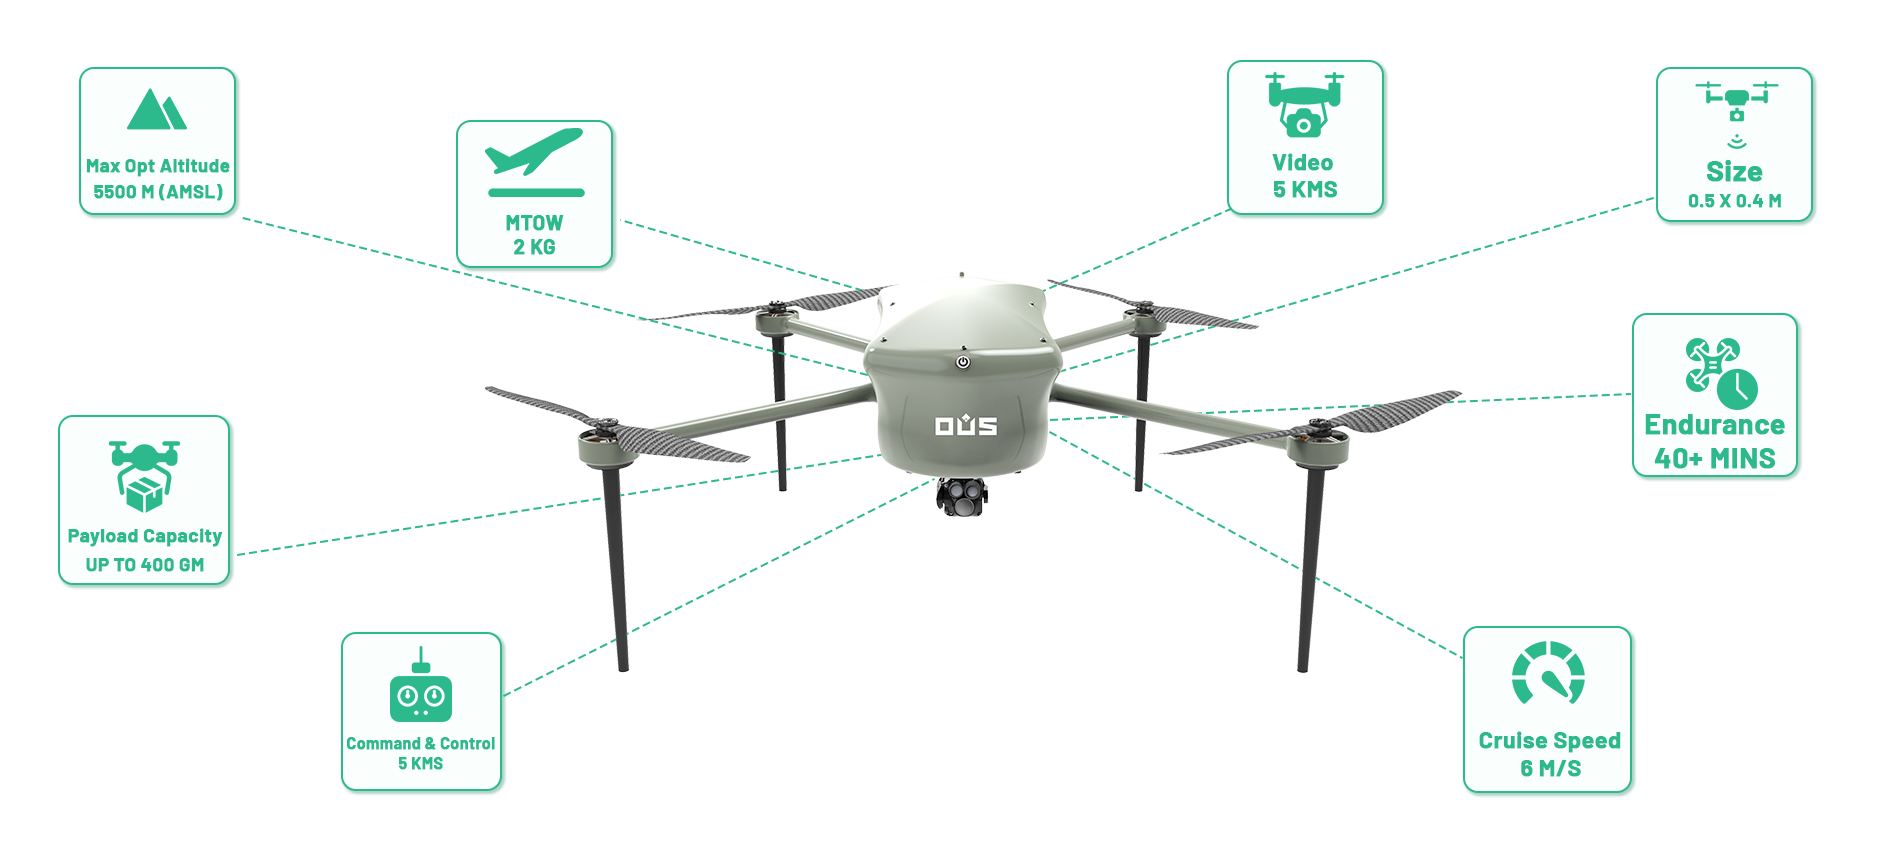 Max Opt Altitude
5500 M (AMSL)
MTOW
2 KG
Video
5 KMS
Size
0.5 X 0.4 M
Endurance
40+ MINS
OUS
Payload Capacity
UP TO 400 GM
Command & Control
5 KMS
Cruise Speed
6 M/S